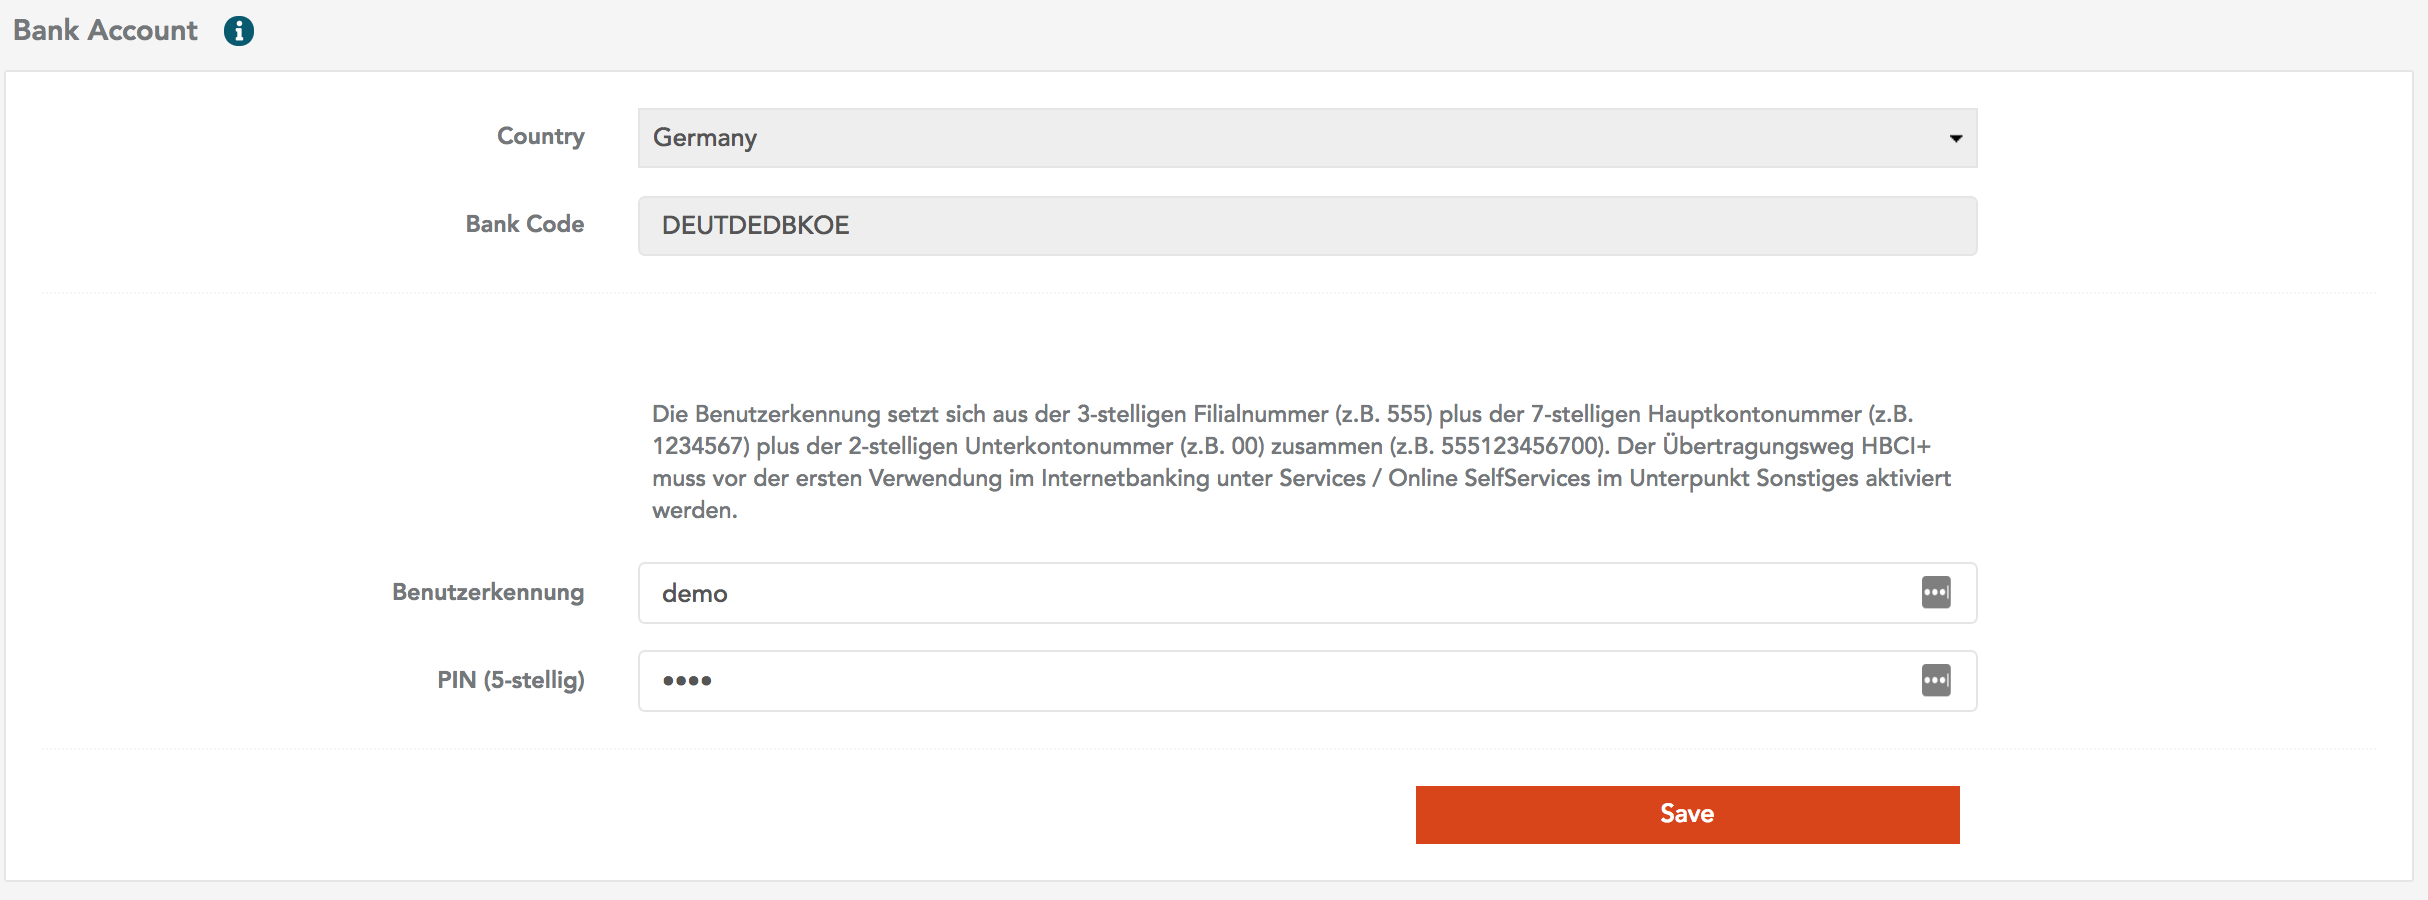 Bank Account
Country
Germany
Bank Code
DEUTDEDBKOE
Die Benutzerkennung setzt sich aus der 3-stelligen Filialnummer (z.B. 555) plus der 7-stelligen Hauptkontonummer (z.B.
1234567) plus der 2-stelligen Unterkontonummer (z.B. 00) zusammen (z.B. 555123456700). Der Übertragungsweg HBCI+
muss vor der ersten Verwendung im Internetbanking unter Services / Online SelfServices im Unterpunkt Sonstiges aktiviert
werden.
Benutzerkennung
demo
PIN (5-stellig)
••••
Save